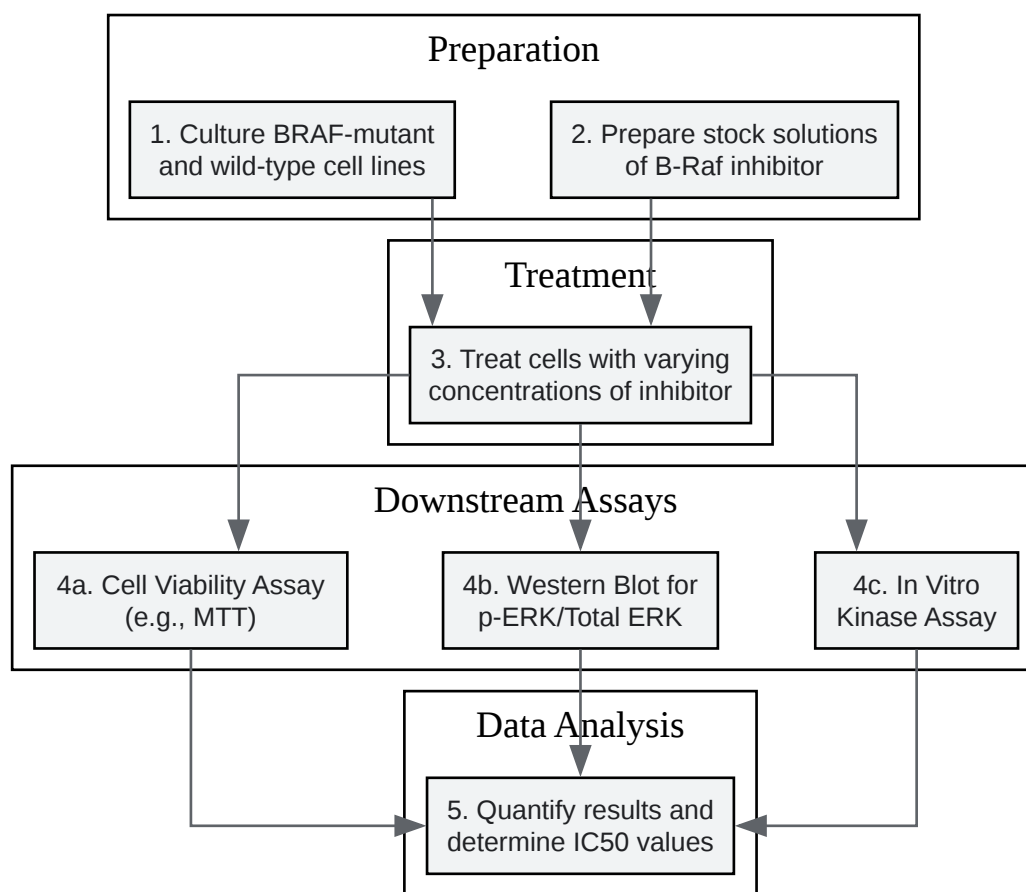 Preparation
1. Culture BRAF-mutant
and wild-type cell lines
2. Prepare stock solutions
of B-Raf inhibitor
Treatment
3. Treat cells with varying
concentrations of inhibitor
Downstream Assays
4a. Cell Viability Assay
(e.g., MTT)
4b. Western Blot for
p-ERK/Total ERK
4c. In Vitro
Kinase Assay
Data Analysis
5. Quantify results and
determine IC50 values